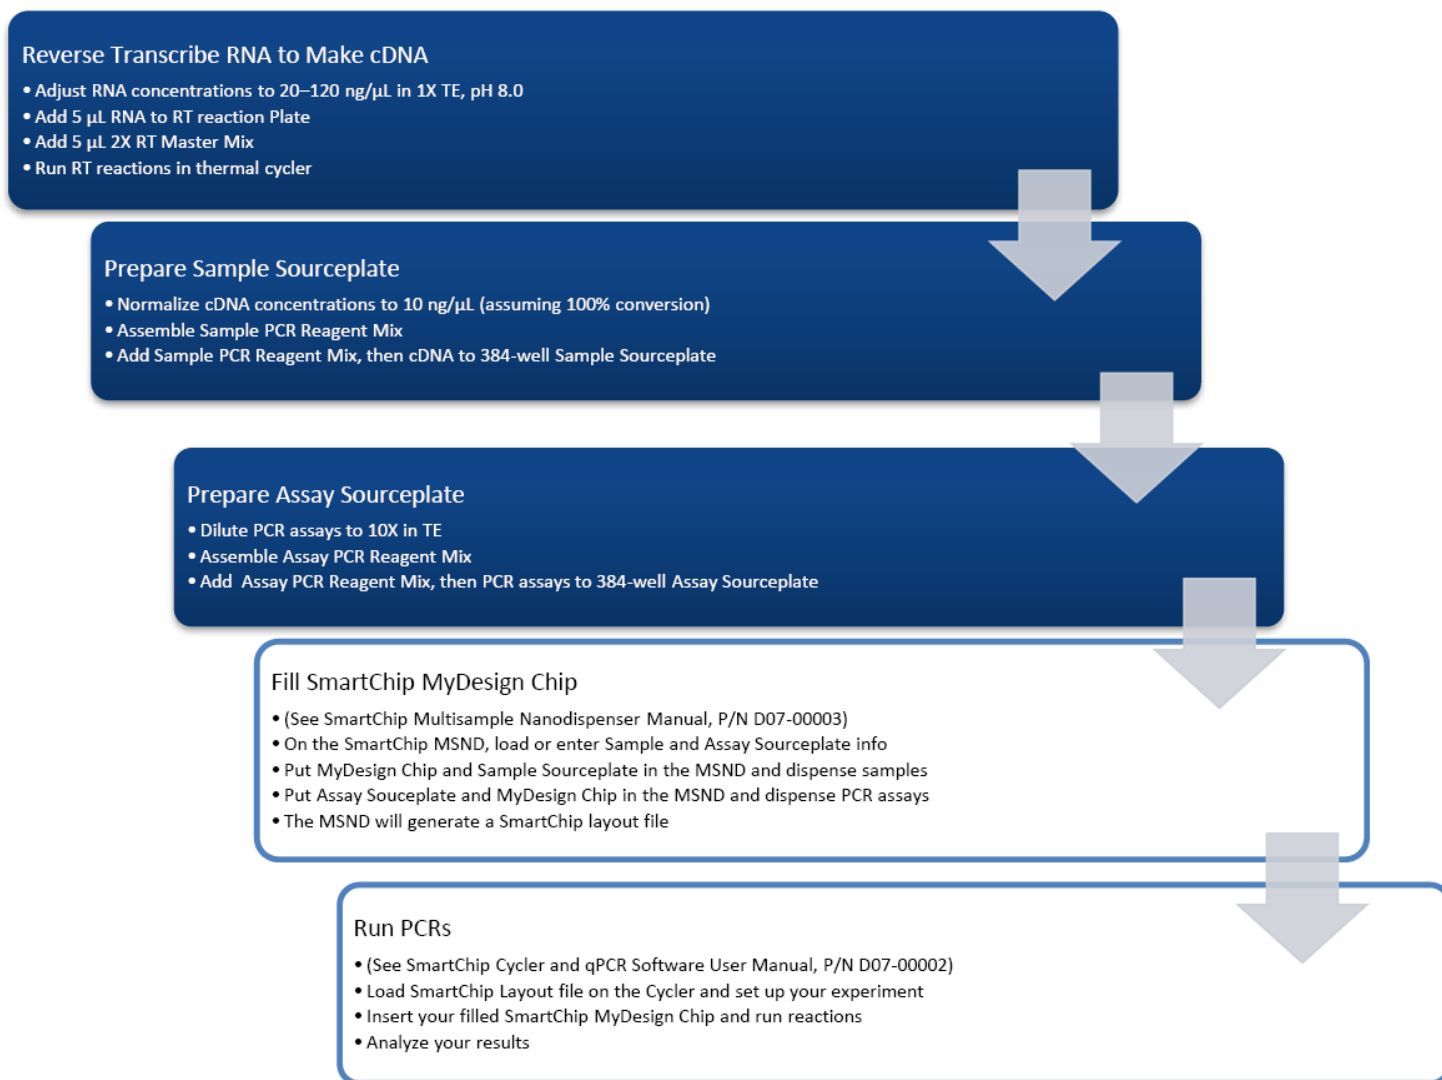 Reverse Transcribe RNA to Make cDNA
• Adjust RNA concentrations to 20–120 ng/µL in 1X TE, pH 8.0
• Add 5 µL RNA to RT reaction Plate
• Add 5 µL 2X RT Master Mix
• Run RT reactions in thermal cycler
Prepare Sample Sourceplate
• Normalize cDNA concentrations to 10 ng/µL (assuming 100% conversion)
• Assemble Sample PCR Reagent Mix
• Add Sample PCR Reagent Mix, then cDNA to 384-well Sample Sourceplate
Prepare Assay Sourceplate
• Dilute PCR assays to 10X in TE
• Assemble Assay PCR Reagent Mix
• Add Assay PCR Reagent Mix, then PCR assays to 384-well Assay Sourceplate
Fill SmartChip MyDesign Chip
• (See SmartChip Multisample Nanodispenser Manual, P/N D07-00003)
• On the SmartChip MSND, load or enter Sample and Assay Sourceplate info
• Put MyDesign Chip and Sample Sourceplate in the MSND and dispense samples
• Put Assay Souceplate and MyDesign Chip in the MSND and dispense PCR assays
• The MSND will generate a SmartChip layout file
Run PCRs
• (See SmartChip Cycler and qPCR Software User Manual, P/N D07-00002)
• Load SmartChip Layout file on the Cycler and set up your experiment
• Insert your filled SmartChip MyDesign Chip and run reactions
• Analyze your results